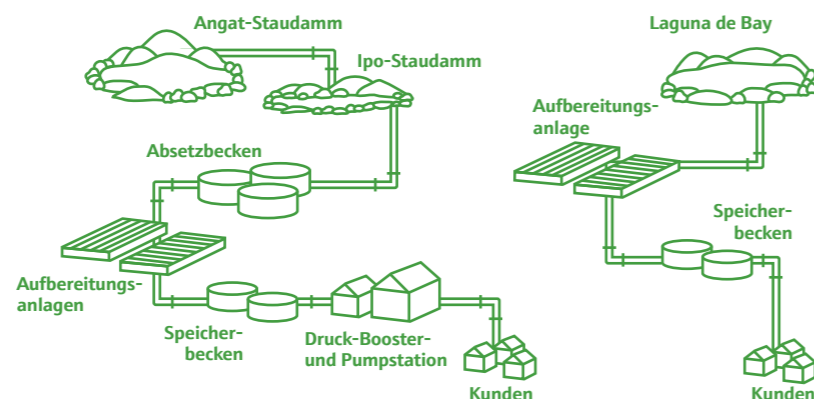 Angat-Staudamm
Ipo-Staudamm
Absetzbecken
Aufbereitungs-
anlagen
Speicher-
becken
Druck-Booster-
und Pumpstation
Kunden
Laguna de Bay
Aufbereitungs-
anlage
Speicher-
becken
Kunden